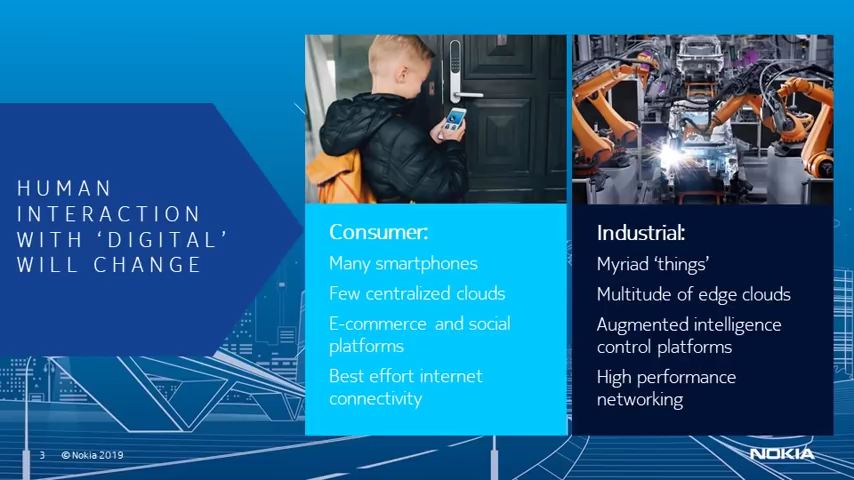 HUMAN
INTERACTION
WITH ‘DIGITAL’
WILL CHANGE
Consumer:
Many smartphones
Few centralized clouds
E-commerce and social
platforms
Best effort internet
connectivity
Industrial:
Myriad ‘things’
Multitude of edge clouds
Augmented intelligence
control platforms
High performance
networking
3 © Nokia 2019
NOKIA